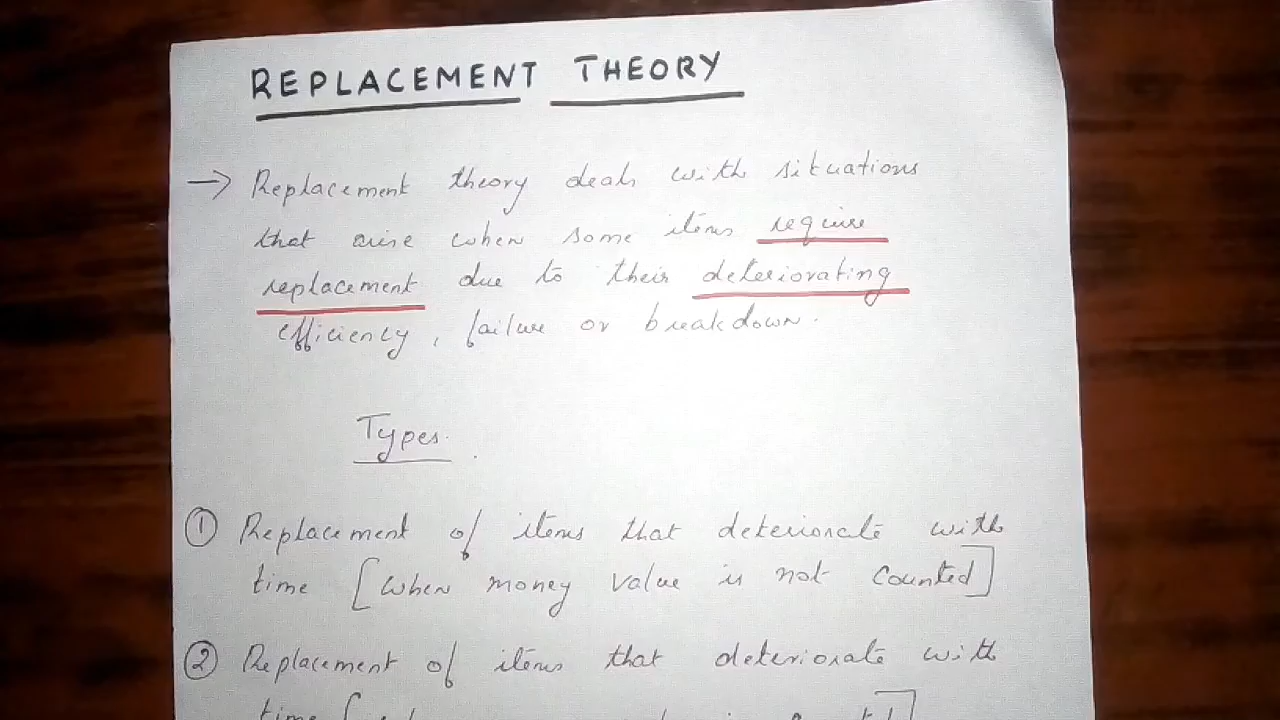 REPLACEMENT THEORY
→ Replacement theory deals with situations
that arise when some items require
replacement due to their deteriorating
efficiency, failure or breakdown.
Types.
① Replacement of items that deteriorate with
time [when money value is not counted]
② Replacement of items that deteriorate with
time [